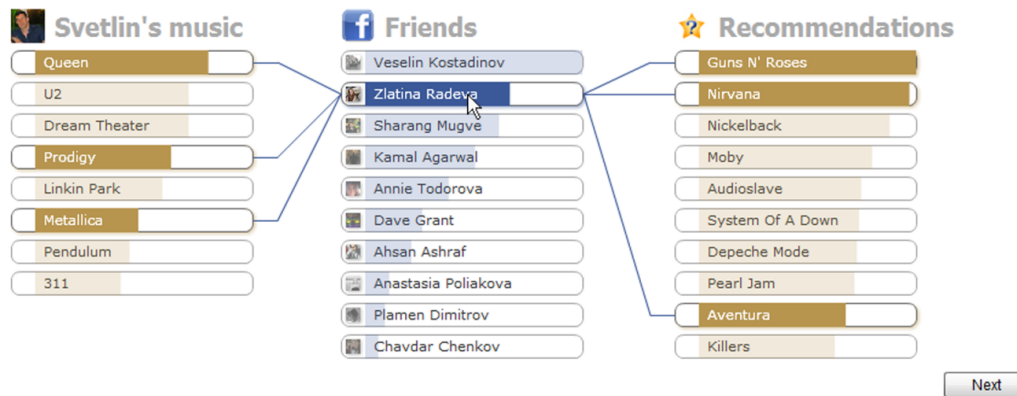 Svetlin's music
Queen
U2
Dream Theater
Prodigy
Linkin Park
Metallica
Pendulum
311
Friends
Veselin Kostadinov
Zlatina Radeva
Sharang Mugve
Kamal Agarwal
Annie Todorova
Dave Grant
Ahsan Ashraf
Anastasia Poliakova
Plamen Dimitrov
Chavdar Chenkov
Recommendations
Guns N' Roses
Nirvana
Nickelback
Moby
Audioslave
System Of A Down
Depeche Mode
Pearl Jam
Aventura
Killers
Next